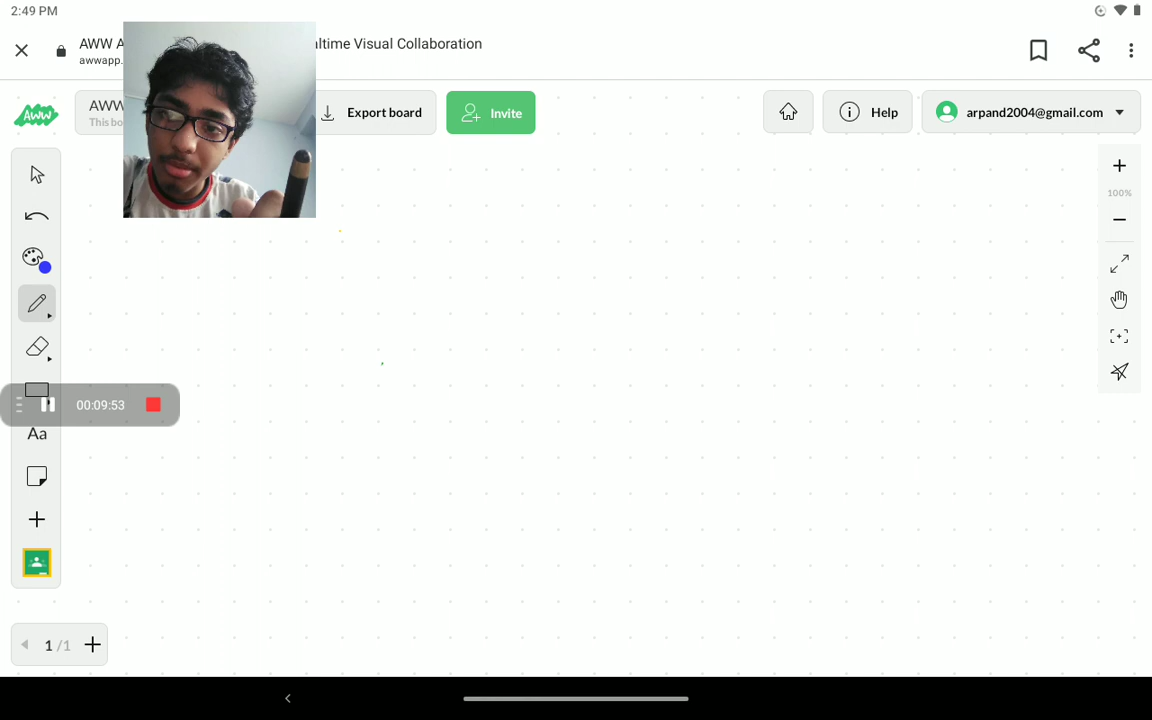 2:49 PM
AWW A
altime Visual Collaboration
awwapp.
AWW
AWW
This bo
Export board
Invite
Help
arpand2004@gmail.com
100%
00:09:53
Aa
1 /1